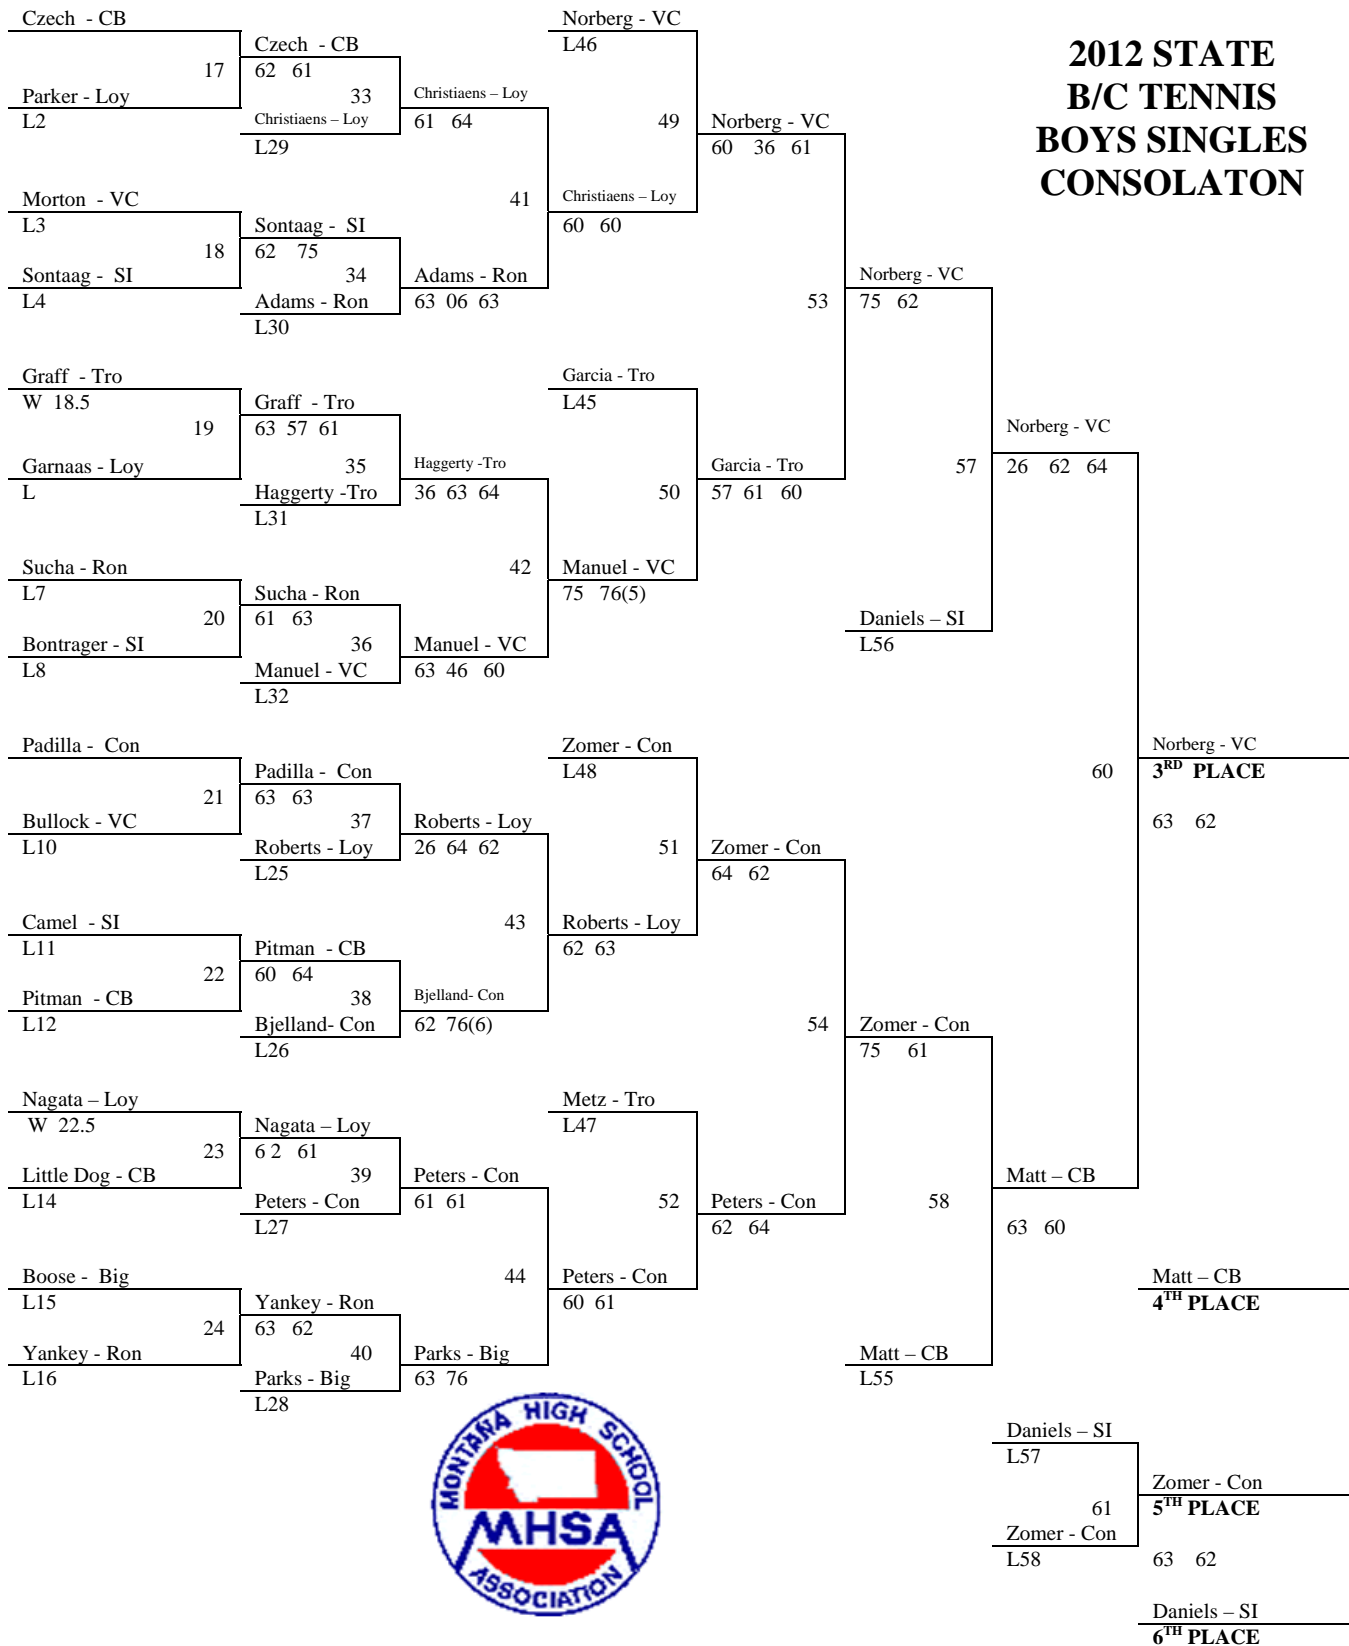 2012 STATE
B/C TENNIS
BOYS SINGLES
CONSOLATON
Czech - CB
17
Parker - Loy
L2
Morton - VC
L3
18
Sontaag - SI
L4
Graff - Tro
W 18.5
19
Garnaas - Loy
L
Sucha - Ron
L7
20
Bontrager - SI
L8
Padilla - Con
21
Bullock - VC
L10
Camel - SI
L11
22
Pitman - CB
L12
Nagata – Loy
W 22.5
23
Little Dog - CB
L14
Boose - Big
L15
24
Yankey - Ron
L16
Czech - CB
62 61
33
Christiaens – Loy
L29
Sontaag - SI
62 75
34
Adams - Ron
L30
Graff - Tro
63 57 61
35
Haggerty -Tro
L31
Sucha - Ron
61 63
36
Manuel - VC
L32
Padilla - Con
63 63
37
Roberts - Loy
L25
Pitman - CB
60 64
38
Bjelland- Con
L26
Nagata – Loy
6 2 61
39
Peters - Con
L27
Yankey - Ron
63 62
40
Parks - Big
L28
Christiaens – Loy
61 64
41
Adams - Ron
63 06 63
Haggerty -Tro
36 63 64
42
Manuel - VC
63 46 60
Roberts - Loy
26 64 62
43
Bjelland- Con
62 76(6)
Peters - Con
61 61
44
Parks - Big
63 76
Norberg - VC
L46
49
Christiaens – Loy
60 60
Garcia - Tro
L45
50
Manuel - VC
75 76(5)
Zomer - Con
L48
51
Roberts - Loy
62 63
Metz - Tro
L47
52
Peters - Con
60 61
Norberg - VC
60 36 61
53
Garcia - Tro
57 61 60
Zomer - Con
64 62
54
Peters - Con
62 64
Norberg - VC
75 62
57
Daniels – SI
L56
Zomer - Con
75 61
58
Matt – CB
L55
Norberg - VC
26 62 64
60
Matt – CB
63 60
Norberg - VC
3RD PLACE
63 62
Matt – CB
4TH PLACE
Daniels – SI
L57
61
Zomer - Con
L58
Zomer - Con
5TH PLACE
63 62
Daniels – SI
6TH PLACE
MONTANA HIGH SCHOOL
MHSA
ASSOCIATION